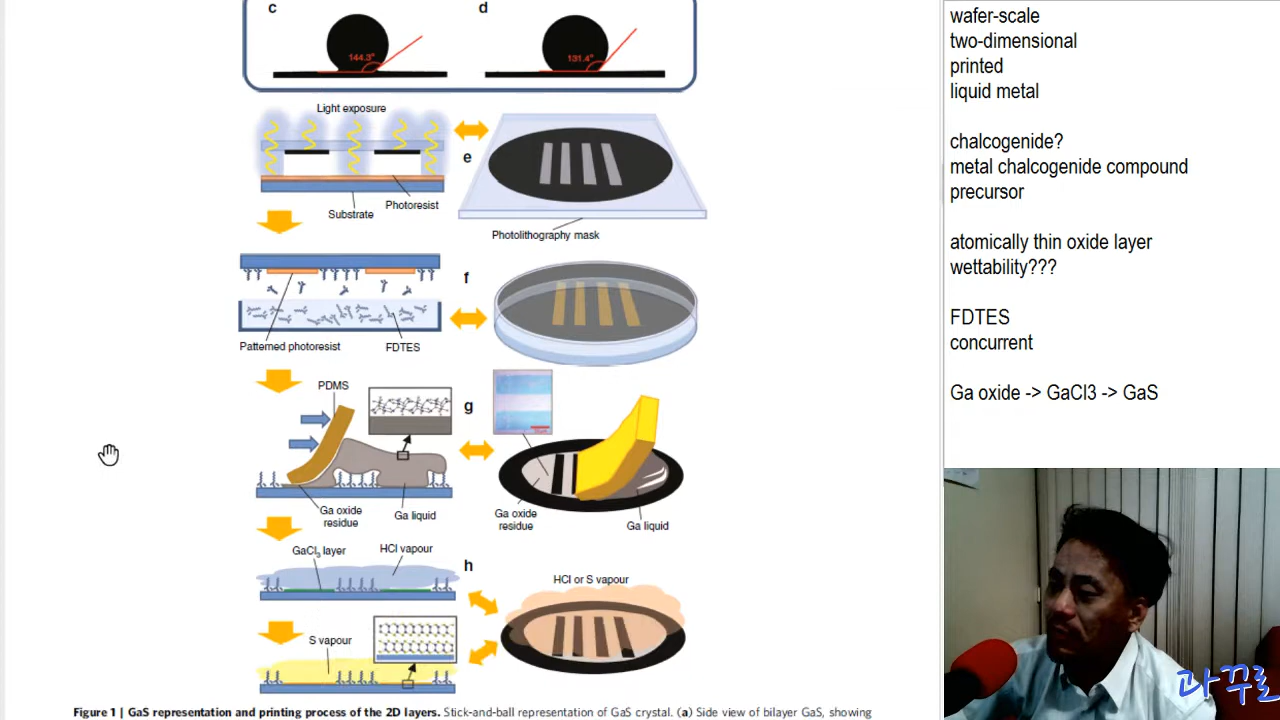 c
d
144.3°
131.4°
Light exposure
e
Photoresist
Substrate
Photolithography mask
f
Patterned photoresist
FDTES
PDMS
g
Ga oxide
residue
Ga liquid
Ga oxide
residue
Ga liquid
GaCl3 layer
HCl vapour
h
HCl or S vapour
S vapour
Figure 1 | GaS representation and printing process of the 2D layers. Stick-and-ball representation of GaS crystal. (a) Side view of bilayer GaS, showing
wafer-scale
two-dimensional
printed
liquid metal
chalcogenide?
metal chalcogenide compound
precursor
atomically thin oxide layer
wettability???
FDTES
concurrent
Ga oxide -> GaCl3 -> GaS
과꾸로